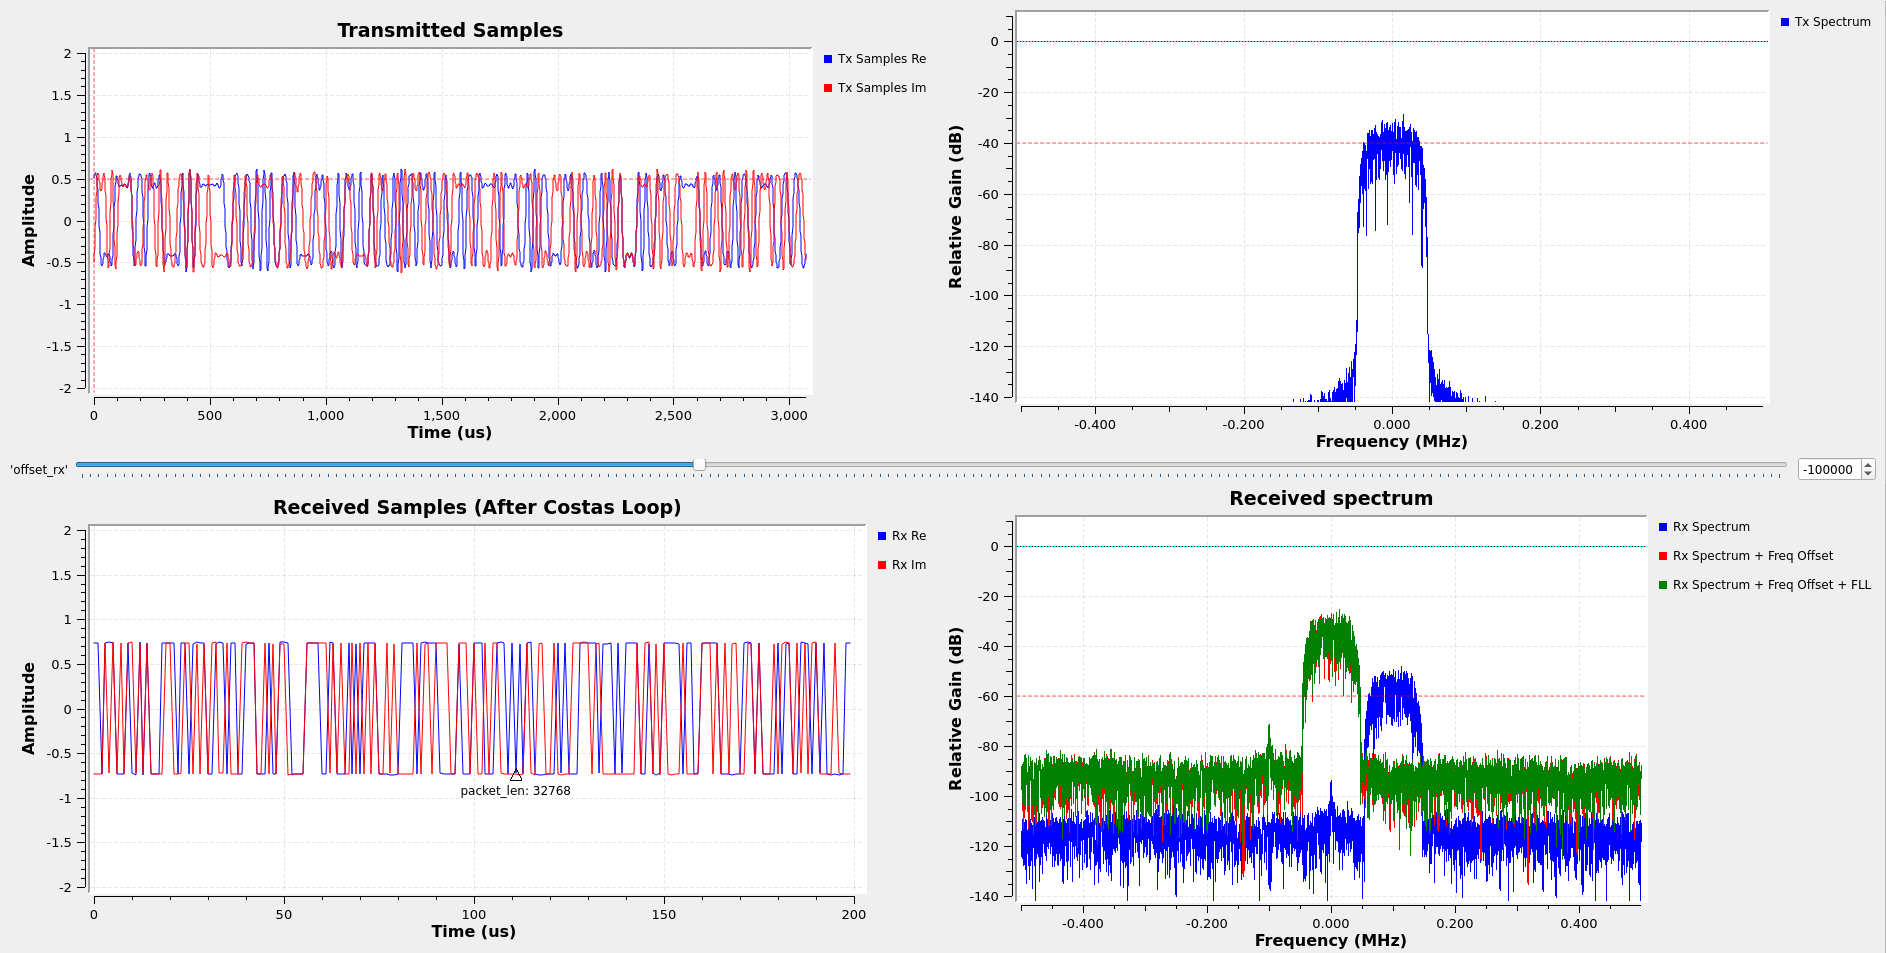 Transmitted Samples
Amplitude
2
1.5
1
0.5
0
-0.5
-1
-1.5
-2
0 500 1,000 1,500 2,000 2,500 3,000
Time (us)
Tx Samples Re
Tx Samples Im
Relative Gain (dB)
0
-20
-40
-60
-80
-100
-120
-140
-0.400 -0.200 0.000 0.200 0.400
Frequency (MHz)
Tx Spectrum
'offset_rx' -100000
Received Samples (After Costas Loop)
Amplitude
2
1.5
1
0.5
0
-0.5
-1
-1.5
-2
packet_len: 32768
0 50 100 150 200
Time (us)
Rx Re
Rx Im
Received spectrum
Relative Gain (dB)
0
-20
-40
-60
-80
-100
-120
-140
-0.400 -0.200 0.000 0.200 0.400
Frequency (MHz)
Rx Spectrum
Rx Spectrum + Freq Offset
Rx Spectrum + Freq Offset + FLL